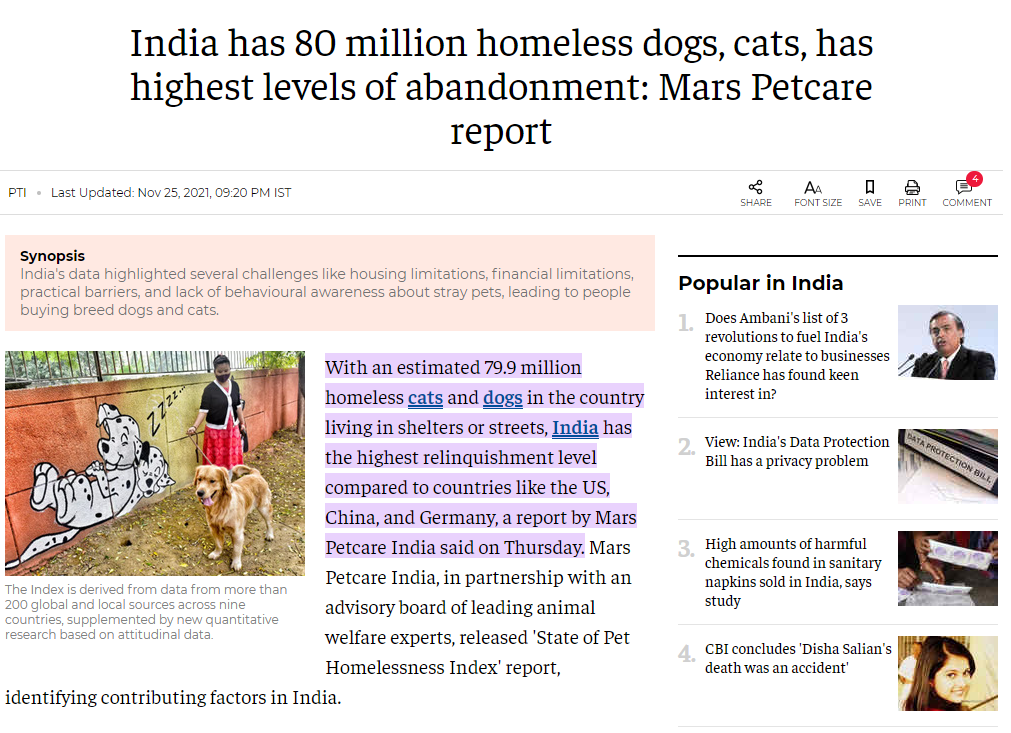 India has 80 million homeless dogs, cats, has
highest levels of abandonment: Mars Petcare
report
PTI • Last Updated: Nov 25, 2021, 09:20 PM IST
SHARE
FONT SIZE
SAVE
PRINT
4
COMMENT
Synopsis
India's data highlighted several challenges like housing limitations, financial limitations,
practical barriers, and lack of behavioural awareness about stray pets, leading to people
buying breed dogs and cats.
ZZZZ...
The Index is derived from data from more than
200 global and local sources across nine
countries, supplemented by new quantitative
research based on attitudinal data.
With an estimated 79.9 million
homeless cats and dogs in the country
living in shelters or streets, India has
the highest relinquishment level
compared to countries like the US,
China, and Germany, a report by Mars
Petcare India said on Thursday. Mars
Petcare India, in partnership with an
advisory board of leading animal
welfare experts, released 'State of Pet
Homelessness Index' report,
identifying contributing factors in India.
Popular in India
1. Does Ambani's list of 3
revolutions to fuel India's
economy relate to businesses
Reliance has found keen
interest in?
2. View: India's Data Protection
Bill has a privacy problem
DATA PROTECTION BILL
3. High amounts of harmful
chemicals found in sanitary
napkins sold in India, says
study
4. CBI concludes 'Disha Salian's
death was an accident'